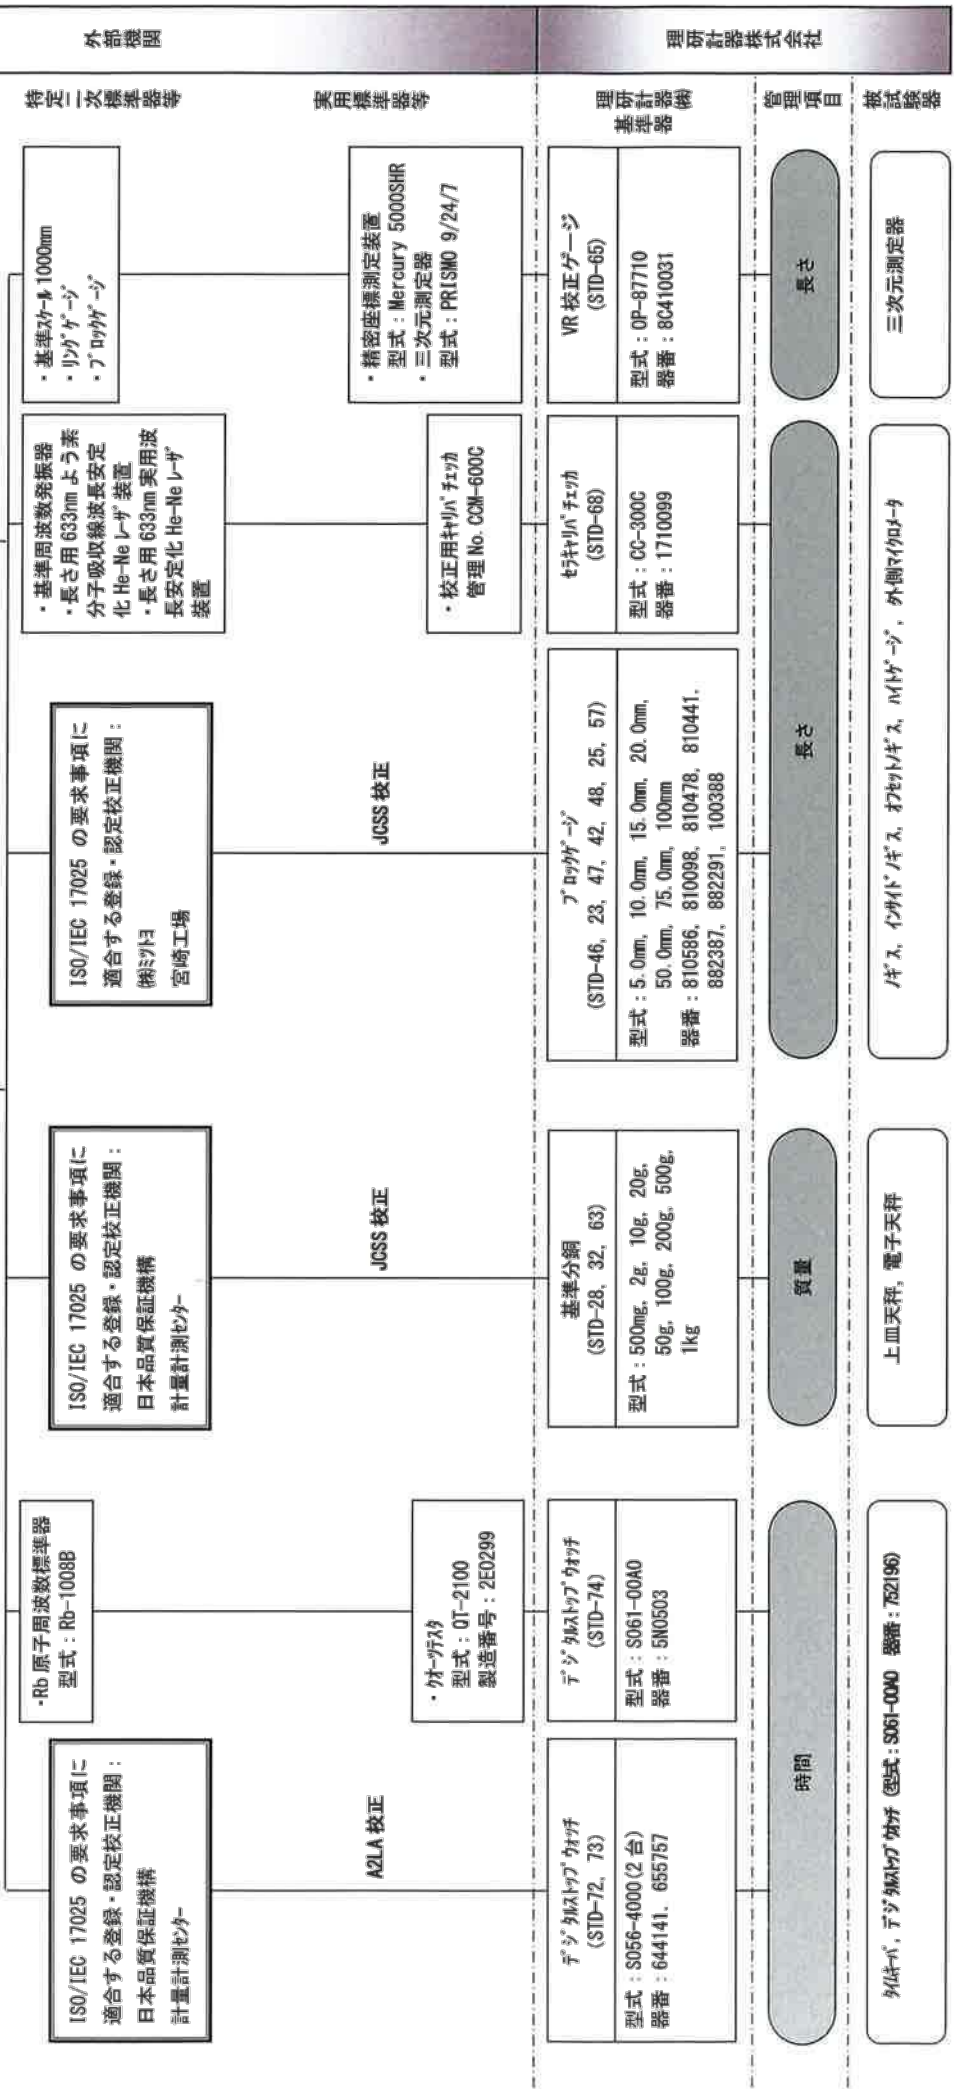 外部機関
理研計器株式会社
特定二次標準器等
実用標準器等
理研計器㈱
基準器
管理項目
被試験器
ISO/IEC 17025 の要求事項に
適合する登録・認定校正機関：
日本品質保証機構
計量計測ｾﾝﾀｰ
A2LA 校正
ﾃﾞｼﾞﾀﾙｽﾄｯﾌﾟｳｫｯﾁ
(STD-72, 73)
型式：S056-4000(2 台)
器番：644141, 655757
・Rb 原子周波数標準器
型式：Rb-1008B
・ｸｵｰﾂﾃｽﾀ
型式：QT-2100
製造番号：2E0299
ﾃﾞｼﾞﾀﾙｽﾄｯﾌﾟｳｫｯﾁ
(STD-74)
型式：S061-00A0
器番：5N0503
時間
ﾀｲﾑｷｰﾊﾟ, ﾃﾞｼﾞﾀﾙｽﾄｯﾌﾟｳｫｯﾁ (型式：S061-00A0 器番：752196)
ISO/IEC 17025 の要求事項に
適合する登録・認定校正機関：
日本品質保証機構
計量計測ｾﾝﾀｰ
JCSS 校正
基準分銅
(STD-28, 32, 63)
型式：500mg, 2g, 10g, 20g,
50g, 100g, 200g, 500g,
1kg
質量
上皿天秤, 電子天秤
ISO/IEC 17025 の要求事項に
適合する登録・認定校正機関：
㈱ﾐﾂﾄﾖ
宮崎工場
JCSS 校正
ﾌﾞﾛｯｸｹﾞｰｼﾞ
(STD-46, 23, 47, 42, 48, 25, 57)
型式：5.0mm, 10.0mm, 15.0mm, 20.0mm,
50.0mm, 75.0mm, 100mm
器番：810586, 810098, 810478, 810441,
882387, 882291, 100388
・基準周波数発振器
・長さ用 633nm よう素
分子吸収線波長安定
化 He-Ne ﾚｰｻﾞ装置
・長さ用 633nm 実用波
長安定化 He-Ne ﾚｰｻﾞ
装置
・校正用ｷｬﾘﾊﾟﾁｪｯｶ
管理 No. CCM-600C
ｾﾗｷｬﾘﾊﾟﾁｪｯｶ
(STD-68)
型式：CC-300C
器番：1710099
長さ
ﾉｷﾞｽ, ｲﾝｻｲﾄﾞﾉｷﾞｽ, ｵﾌｾｯﾄﾉｷﾞｽ, ﾊｲﾄｹﾞｰｼﾞ, 外側ﾏｲｸﾛﾒｰﾀ
・基準ｽｹｰﾙ 1000mm
・ﾘﾝｸﾞｹﾞｰｼﾞ
・ﾌﾞﾛｯｸｹﾞｰｼﾞ
・精密座標測定装置
型式：Mercury 5000SHR
・三次元測定器
型式：PRISMO 9/24/7
VR 校正ゲージ
(STD-65)
型式：OP-87710
器番：8C410031
長さ
三次元測定器